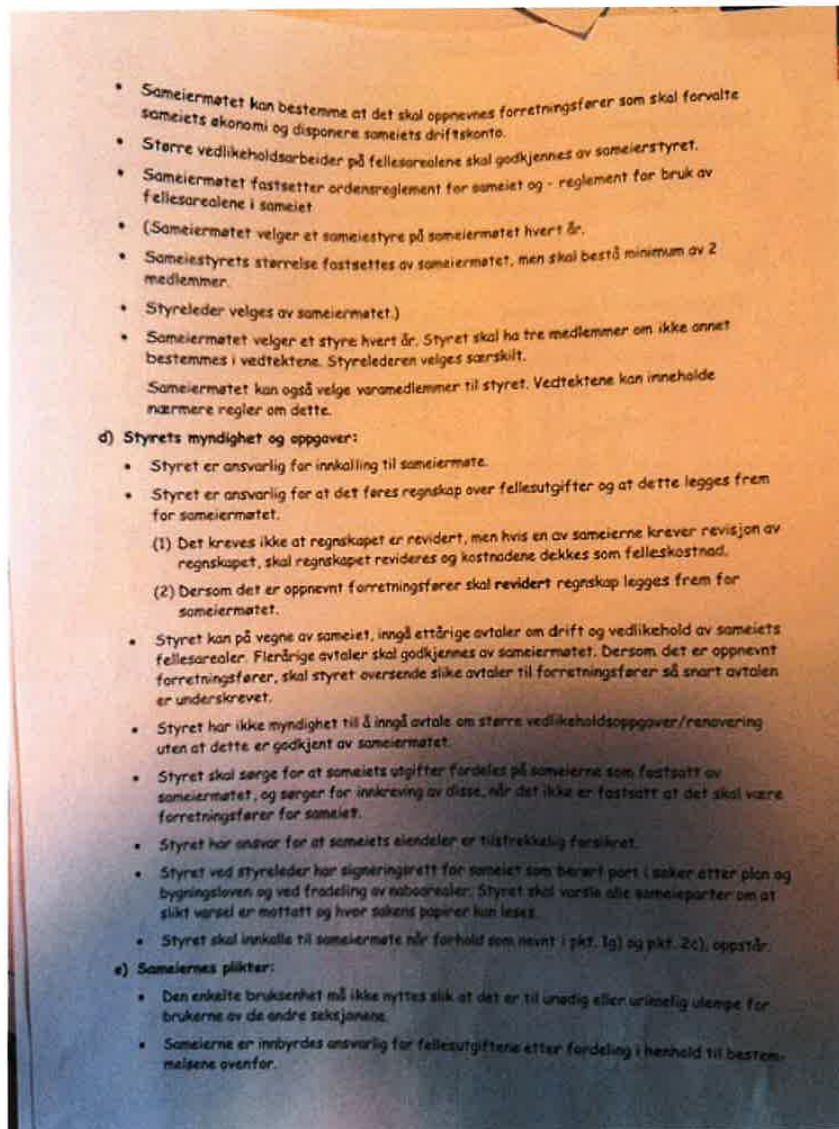 • Sameiermøtet kan bestemme at det skal oppnevnes forretningsfører som skal forvalte
sameiets økonomi og disponere sameiets driftskonto.
• Større vedlikeholdsarbeider på fellesarealene skal godkjennes av sameierstyret.
• Sameiermøtet fastsetter ordensreglement for sameiet og - reglement for bruk av
fellesarealene i sameiet
• (Sameiermøtet velger et sameiestyre på sameiermøtet hvert år.
• Sameiestyrets størrelse fastsettes av sameiermøtet, men skal bestå minimum av 2
medlemmer.
• Styreleder velges av sameiermøtet.)
• Sameiermøtet velger et styre hvert år. Styret skal ha tre medlemmer om ikke annet
bestemmes i vedtektene. Styrelederen velges særskilt.
Sameiermøtet kan også velge varamedlemmer til styret. Vedtektene kan inneholde
nærmere regler om dette.
d) Styrets myndighet og oppgaver:
• Styret er ansvarlig for innkalling til sameiermøte.
• Styret er ansvarlig for at det føres regnskap over fellesutgifter og at dette legges frem
for sameiermøtet.
(1) Det kreves ikke at regnskapet er revidert, men hvis en av sameierne krever revisjon av
regnskapet, skal regnskapet revideres og kostnadene dekkes som felleskostnad.
(2) Dersom det er oppnevnt forretningsfører skal revidert regnskap legges frem for
sameiermøtet.
• Styret kan på vegne av sameiet, inngå ettårige avtaler om drift og vedlikehold av sameiets
fellesarealer. Flerårige avtaler skal godkjennes av sameiermøtet. Dersom det er oppnevnt
forretningsfører, skal styret oversende slike avtaler til forretningsfører så snart avtalen
er underskrevet.
• Styret har ikke myndighet til å inngå avtale om større vedlikeholdsoppgaver/renovering
uten at dette er godkjent av sameiermøtet.
• Styret skal sørge for at sameiets utgifter fordeles på sameierne som fastsatt av
sameiermøtet, og sørger for innkreving av disse, når det ikke er fastsatt at det skal være
forretningsfører for sameiet.
• Styret har ansvar for at sameiets eiendeler er tilstrekkelig forsikret.
• Styret ved styreleder har signeringsrett for sameiet som berørt part i saker etter plan og
bygningsloven og ved fradeling av naboarealer. Styret skal varsle alle sameieparter om at
slikt varsel er mottatt og hvor sakens papirer kan leses.
• Styret skal innkalle til sameiermøte når forhold som nevnt i pkt. 1g) og pkt. 2c), oppstår.
e) Sameiernes plikter:
• Den enkelte bruksenhet må ikke nyttes slik at det er til unødig eller urimelig ulempe for
brukerne av de andre seksjonene.
• Sameierne er innbyrdes ansvarlig for fellesutgiftene etter fordeling i henhold til bestem-
melsene ovenfor.